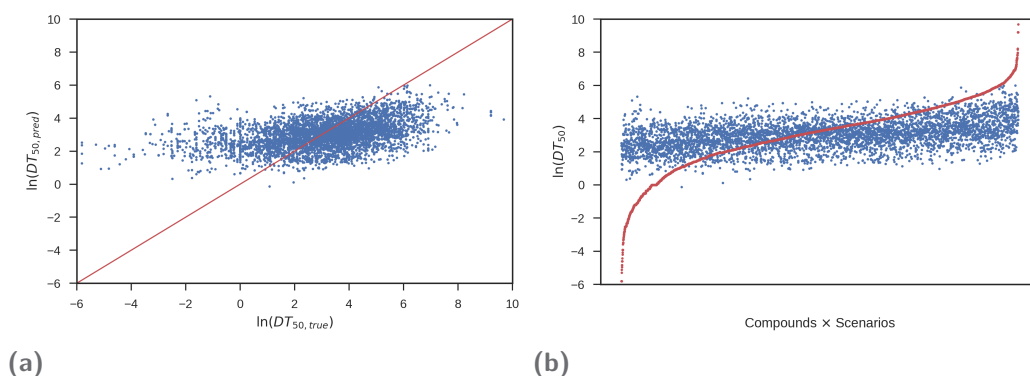 10
8
6
4
2
0
−2
−4
−6
ln(DT50, pred)
−6 −4 −2 0 2 4 6 8 10
ln(DT50, true)
(a)
10
8
6
4
2
0
−2
−4
−6
ln(DT50)
Compounds × Scenarios
(b)